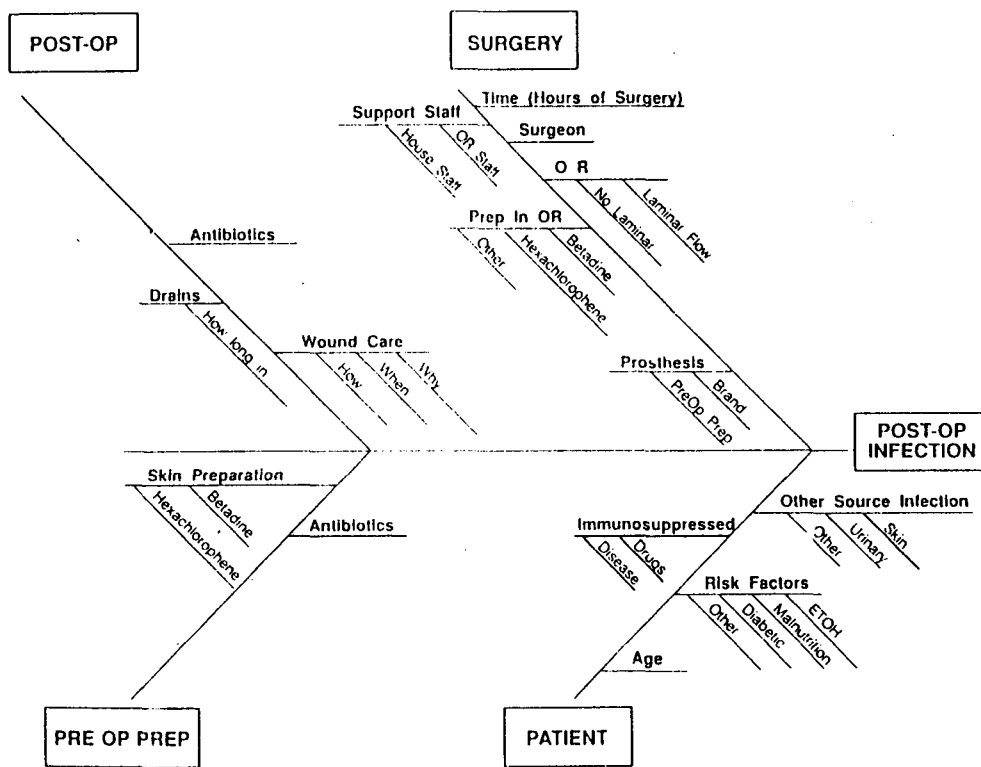 POST-OP
SURGERY
Time (Hours of Surgery)
Support Staff
House Staff
OR Staff
Surgeon
O R
No Laminar
Laminar Flow
Prep In OR
Other
Hexachlorophene
Betadine
Antibiotics
Drains
How long in
Wound Care
How
When
Why
Prosthesis
PreOp Prep
Brand
POST-OP
INFECTION
Skin Preparation
Hexachlorophene
Betadine
Antibiotics
Other Source Infection
Other
Urinary
Skin
Immunosuppressed
Disease
Drugs
Risk Factors
Other
Diabetic
Malnutrition
ETOH
Age
PRE OP PREP
PATIENT